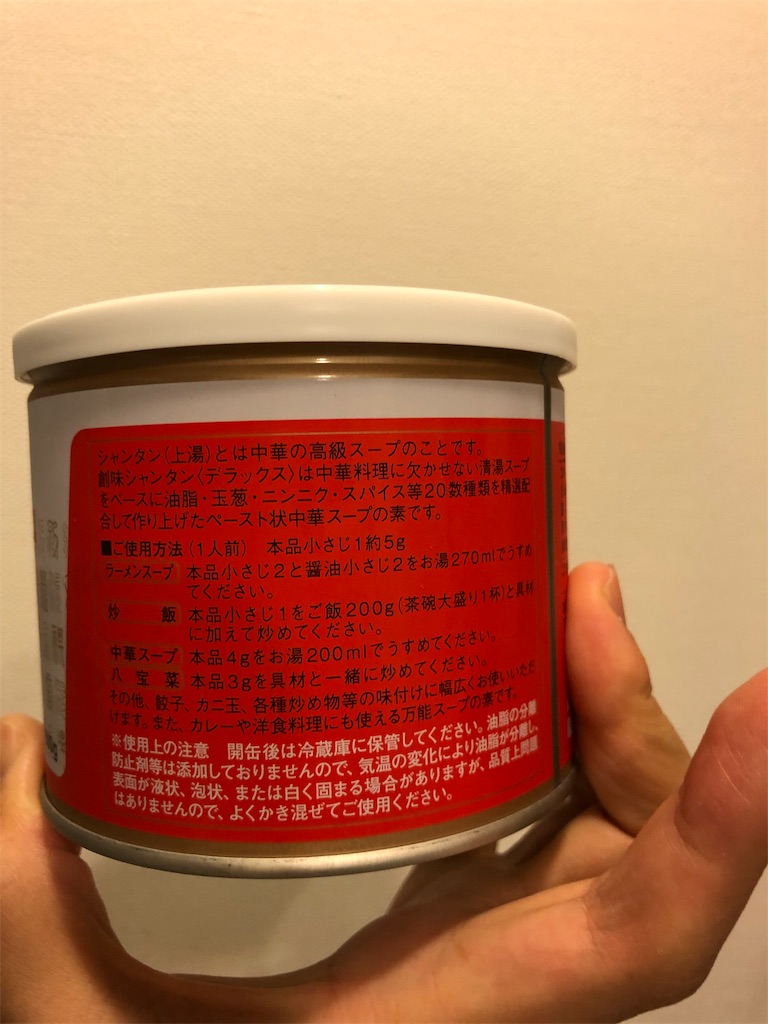 シャンタン(上湯)とは中華の高級スープのことです。
創味シャンタン〈デラックス〉は中華料理に欠かせない清湯スープ
をベースに油脂・玉葱・ニンニク・スパイス等20数種類を精選配
合して作り上げたペースト状中華スープの素です。
■ご使用方法(1人前) 本品小さじ1約5g
ラーメンスープ 本品小さじ2と醤油小さじ2をお湯270mlでうすめ
てください。
炒飯 本品小さじ1をご飯200g(茶碗大盛り1杯)と具材
に加えて炒めてください。
中華スープ 本品4gをお湯200mlでうすめてください。
八宝菜 本品3gを具材と一緒に炒めてください。
その他、餃子、カニ玉、各種炒め物等の味付けに幅広くお使いいただ
けます。また、カレーや洋食料理にも使える万能スープの素です。
※使用上の注意 開缶後は冷蔵庫に保管してください。油脂の分離
防止剤等は添加しておりませんので、気温の変化により油脂が分離し、
表面が液状、泡状、または白く固まる場合がありますが、品質上問題
はありませんので、よくかき混ぜてご使用ください。